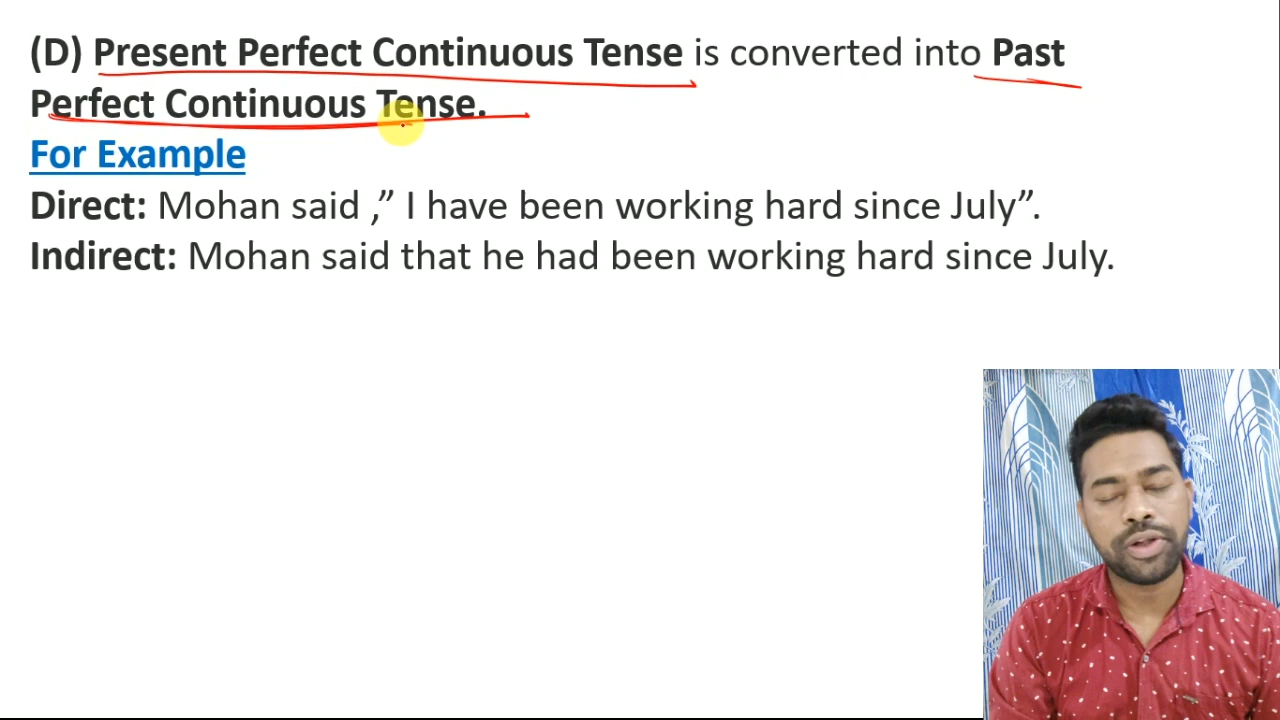 (D) Present Perfect Continuous Tense is converted into Past
Perfect Continuous Tense.
For Example
Direct: Mohan said ,” I have been working hard since July”.
Indirect: Mohan said that he had been working hard since July.